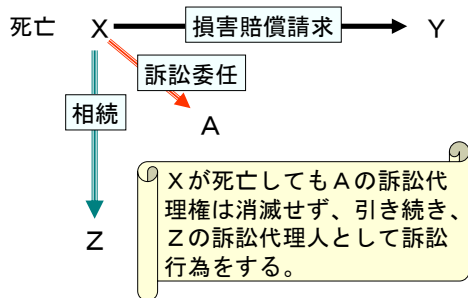 死亡 X 損害賠償請求 Y
訴訟委任
相続
A
Xが死亡してもAの訴訟代
理権は消滅せず、引き続き、
Zの訴訟代理人として訴訟
行為をする。
Z